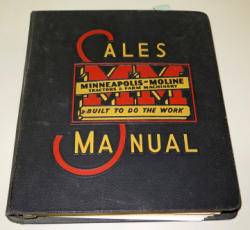 SALES
MM
MINNEAPOLIS-MOLINE
TRACTORS & FARM MACHINERY
BUILT TO DO THE WORK
MANUAL